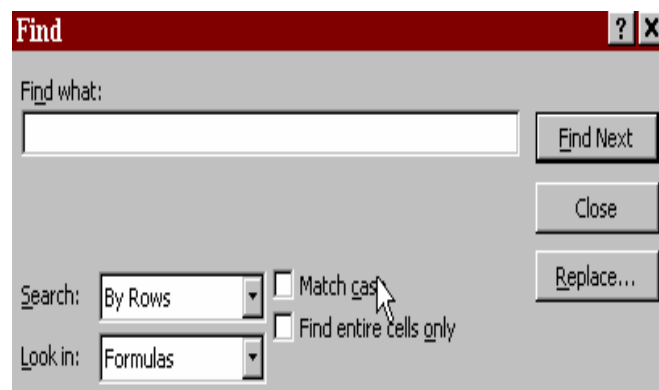 Find
? X
Find what:
Find Next
Close
Search: By Rows
Match cas
Replace...
Find entire cells only
Look in: Formulas